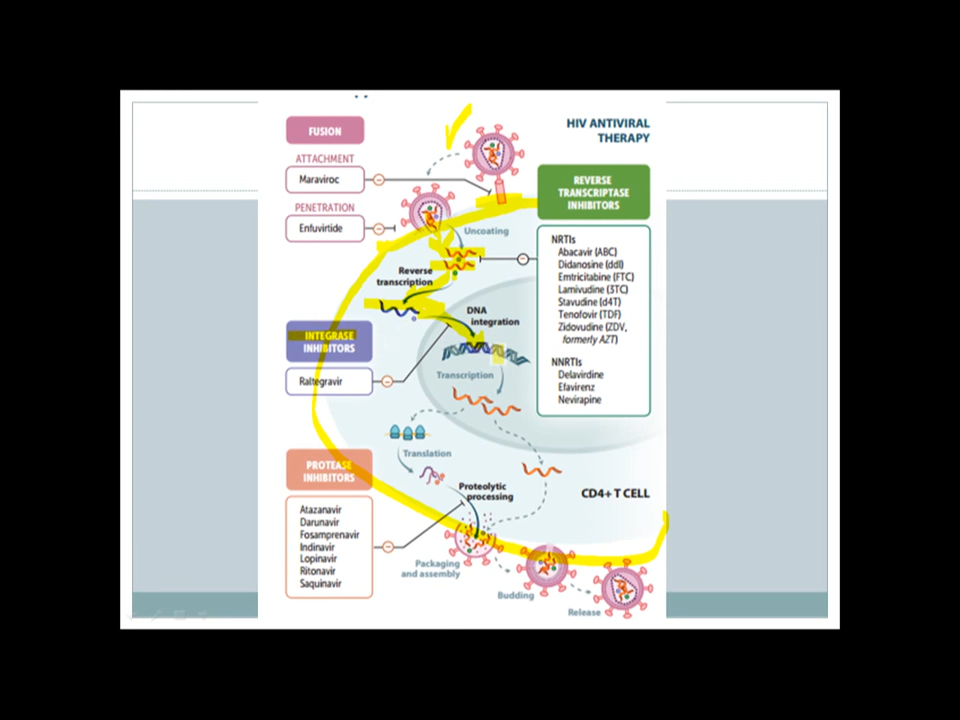 HIV ANTIVIRAL
THERAPY
FUSION
ATTACHMENT
Maraviroc
PENETRATION
Enfuvirtide
REVERSE
TRANSCRIPTASE
INHIBITORS
NRTIs
Abacavir (ABC)
Didanosine (ddI)
Emtricitabine (FTC)
Lamivudine (3TC)
Stavudine (d4T)
Tenofovir (TDF)
Zidovudine (ZDV,
formerly AZT)
NNRTIs
Delavirdine
Efavirenz
Nevirapine
Uncoating
Reverse
transcription
DNA
integration
INTEGRASE
INHIBITORS
Raltegravir
Transcription
Translation
Proteolytic
processing
CD4+ T CELL
PROTEASE
INHIBITORS
Atazanavir
Darunavir
Fosamprenavir
Indinavir
Lopinavir
Ritonavir
Saquinavir
Packaging
and assembly
Budding
Release